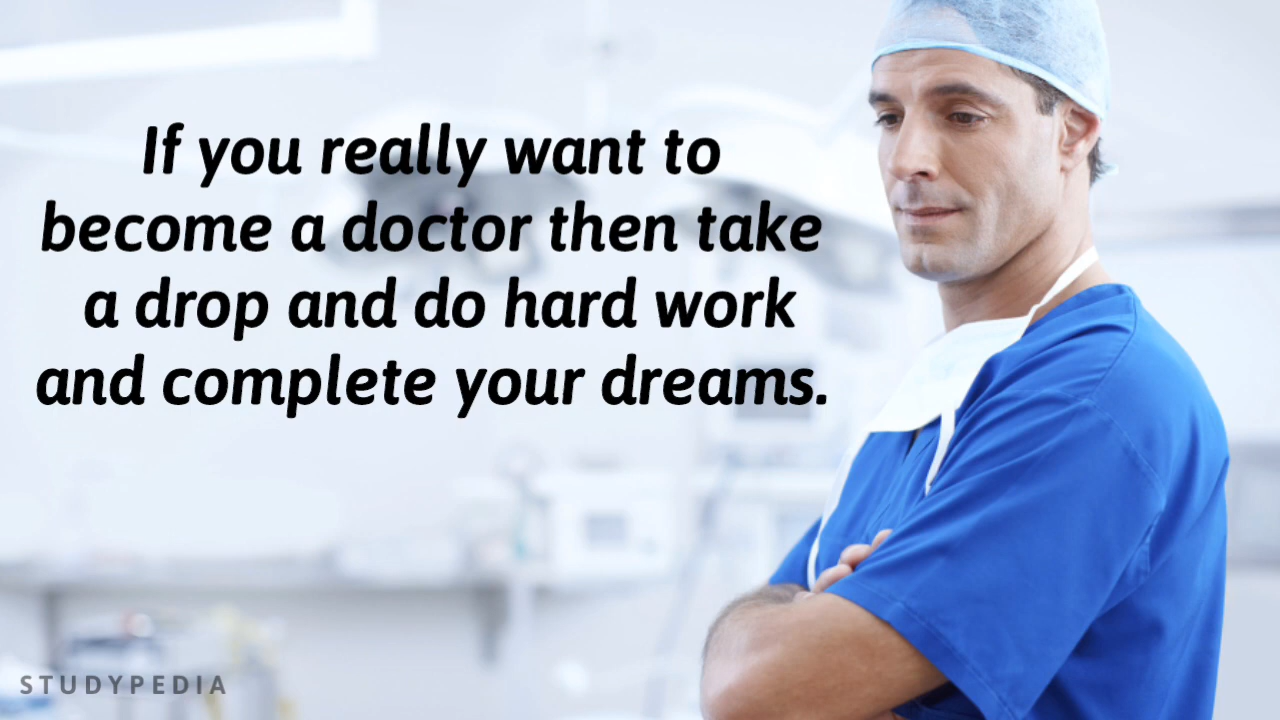 If you really want to
become a doctor then take
a drop and do hard work
and complete your dreams.
STUDYPEDIA